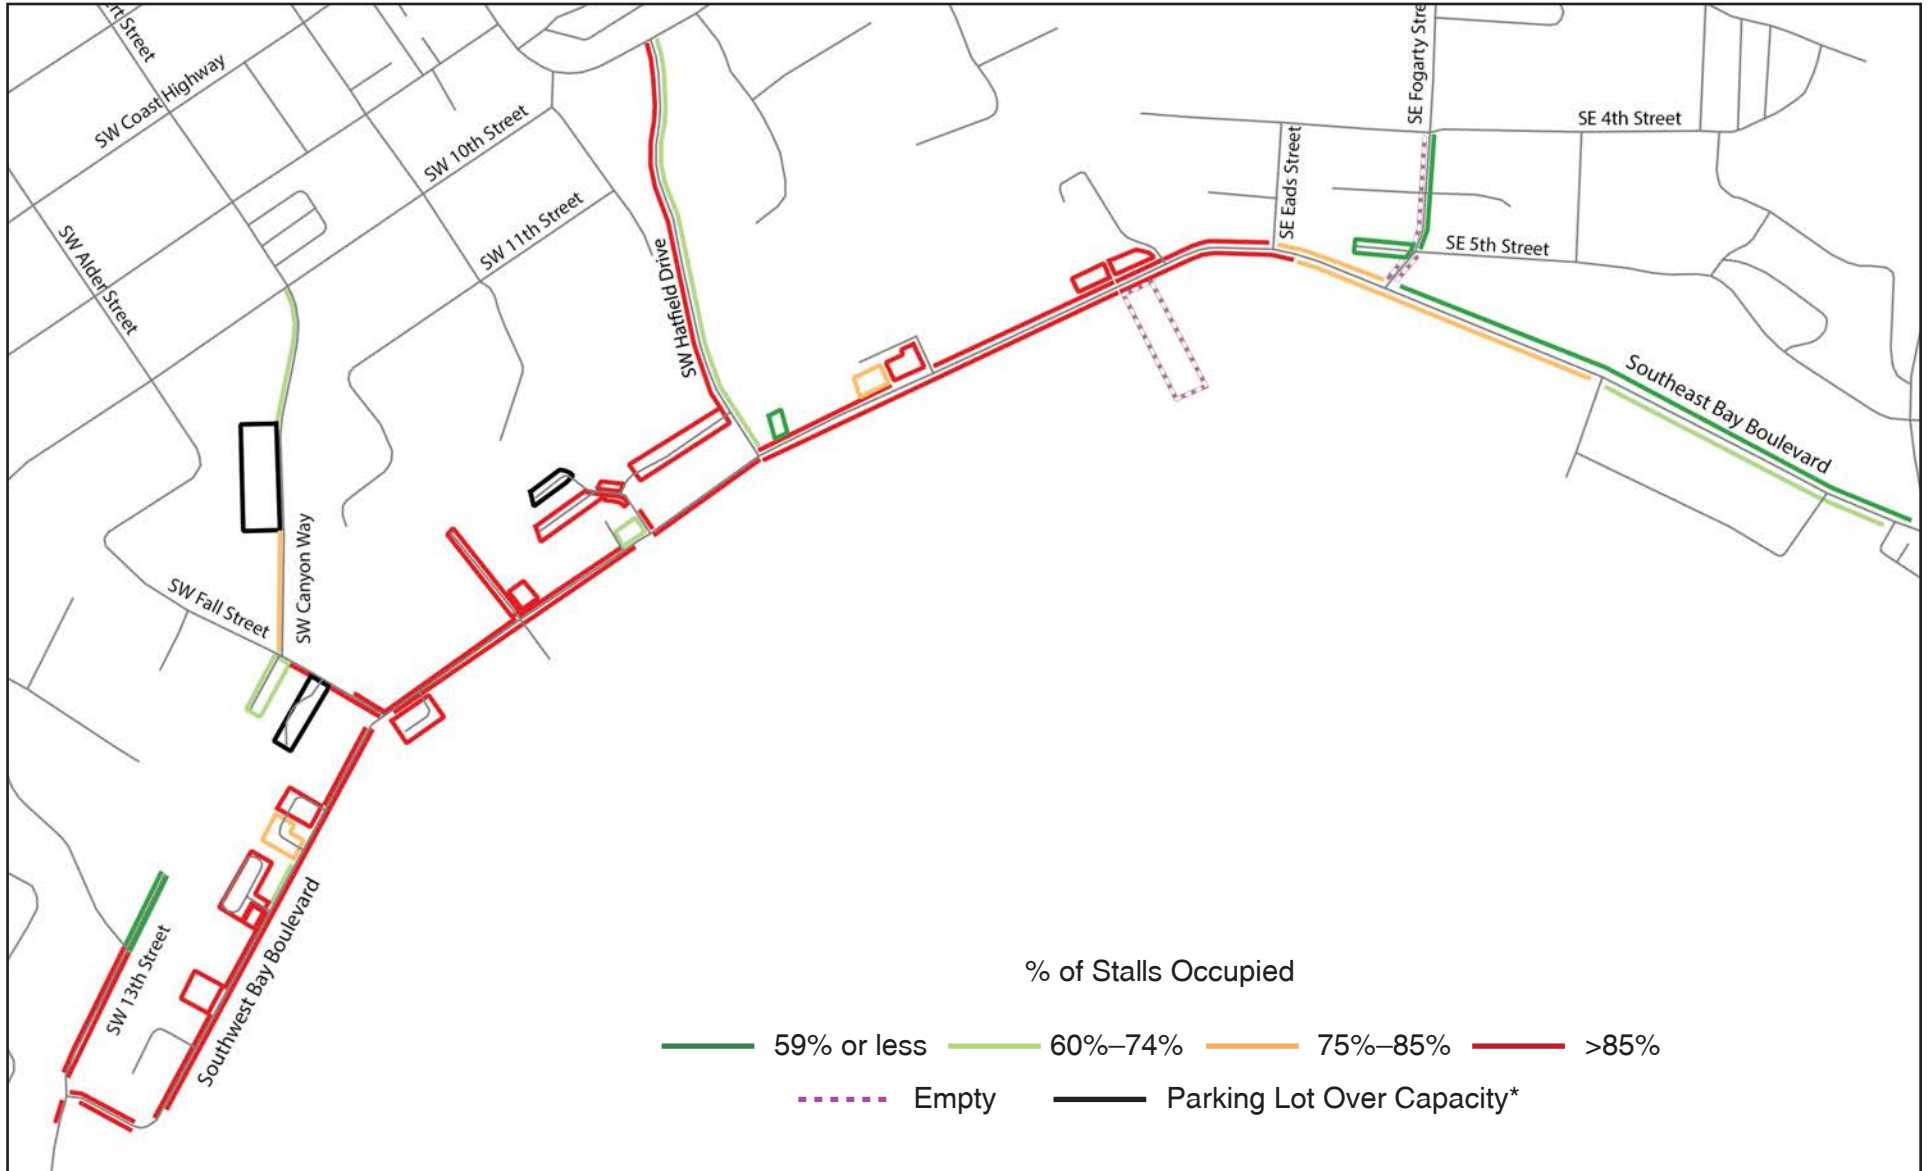 ert Street
SW Coast Highway
SW 10th Street
SW 11th Street
SW Alder Street
SW Hatfield Drive
SE Fogarty Stre
SE 4th Street
SE Eads Street
SE 5th Street
Southeast Bay Boulevard
SW Canyon Way
SW Fall Street
SW 13th Street
Southwest Bay Boulevard
% of Stalls Occupied
59% or less 60%–74% 75%–85% >85%
Empty Parking Lot Over Capacity*